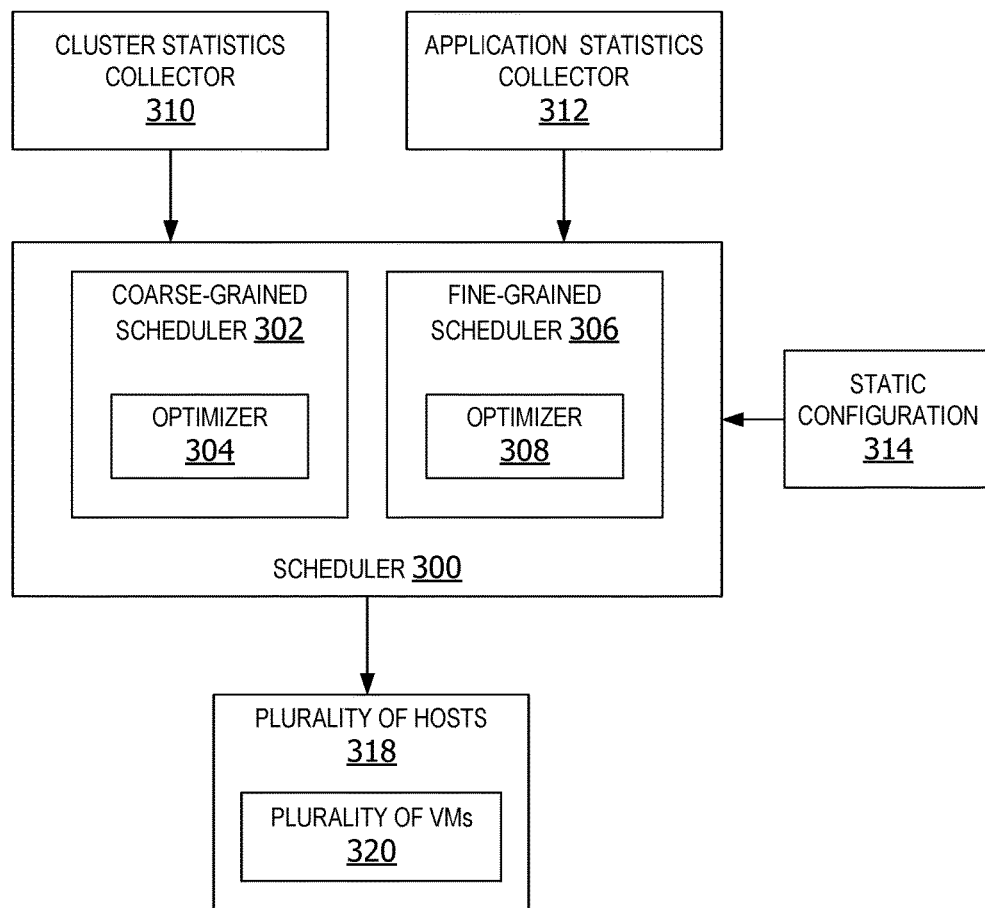 CLUSTER STATISTICS
COLLECTOR
310
APPLICATION STATISTICS
COLLECTOR
312
COARSE-GRAINED
SCHEDULER 302
OPTIMIZER
304
FINE-GRAINED
SCHEDULER 306
OPTIMIZER
308
STATIC
CONFIGURATION
314
SCHEDULER 300
PLURALITY OF HOSTS
318
PLURALITY OF VMs
320